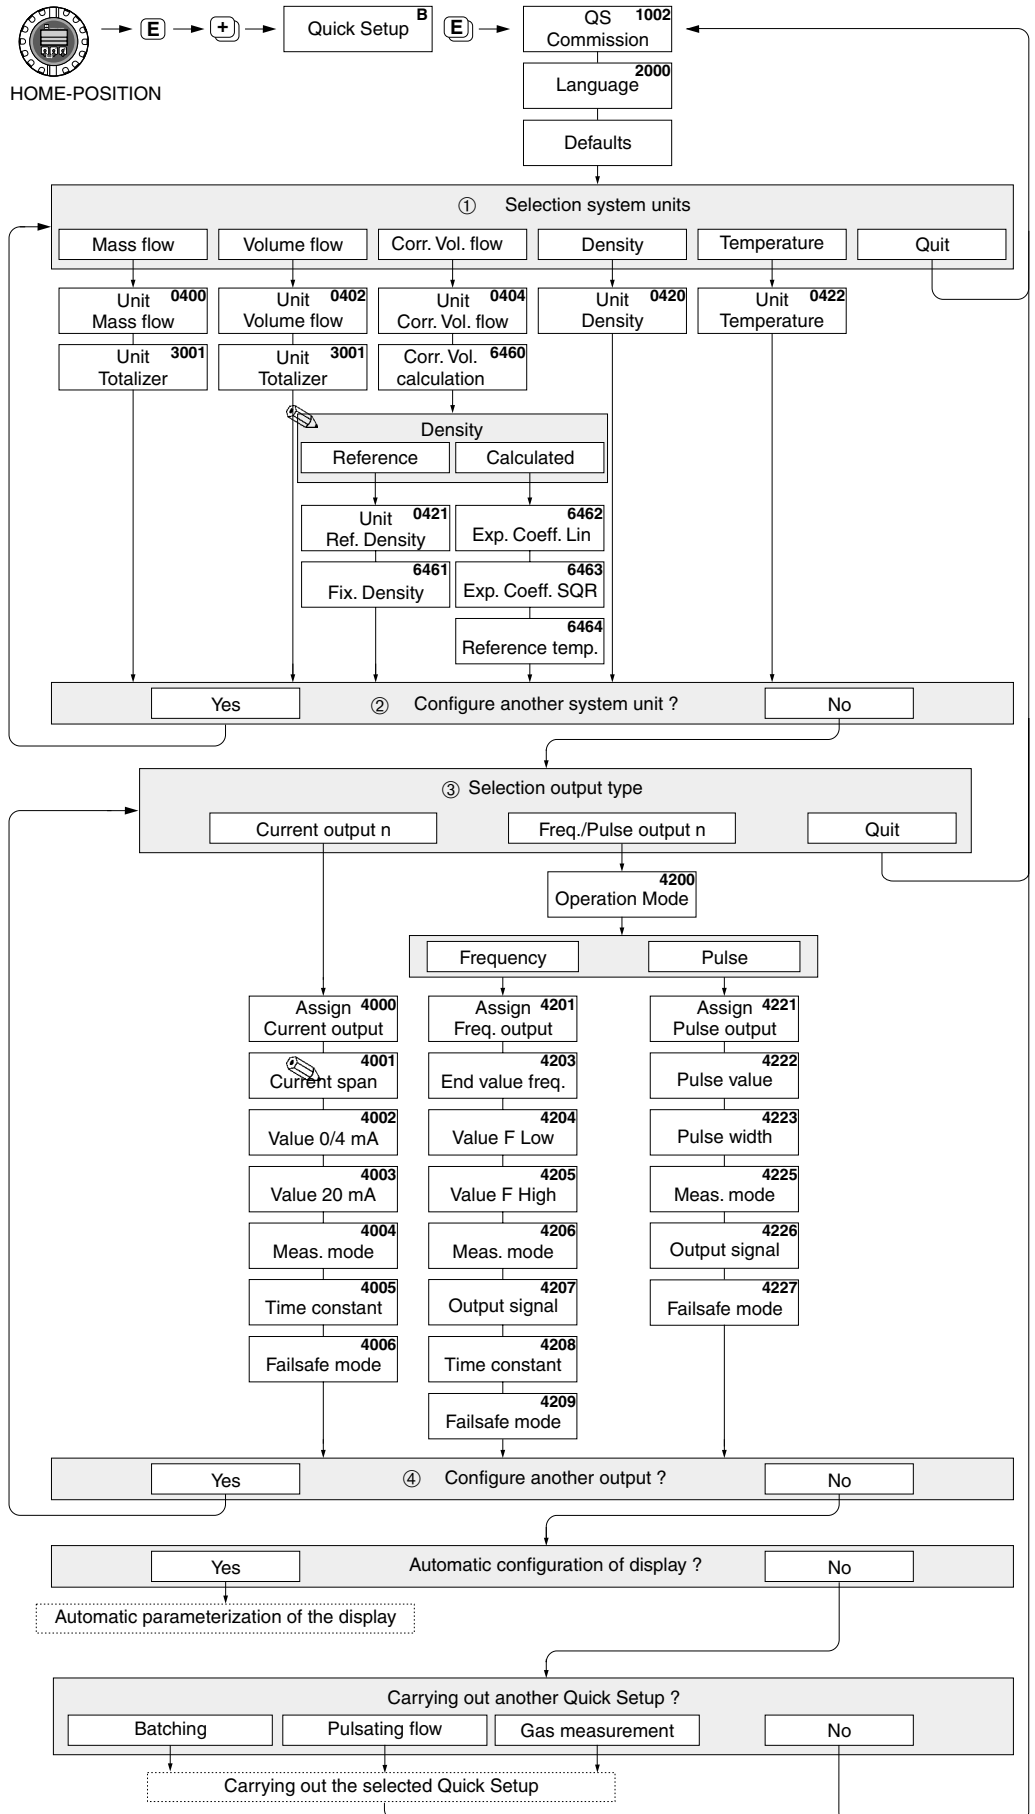 HOME-POSITION
E
+
Quick Setup
B
E
QS
1002
Commission
2000
Language
Defaults
① Selection system units
Mass flow
Volume flow
Corr. Vol. flow
Density
Temperature
Quit
Unit
0400
Mass flow
Unit
0402
Volume flow
Unit
0404
Corr. Vol. flow
Unit
0420
Density
Unit
0422
Temperature
Unit
3001
Totalizer
Unit
3001
Totalizer
Corr. Vol.
6460
calculation
Density
Reference
Calculated
Unit
0421
Ref. Density
6462
Exp. Coeff. Lin
6461
Fix. Density
6463
Exp. Coeff. SQR
6464
Reference temp.
Yes
② Configure another system unit ?
No
③ Selection output type
Current output n
Freq./Pulse output n
Quit
4200
Operation Mode
Frequency
Pulse
Assign
4000
Current output
Assign
4201
Freq. output
Assign
4221
Pulse output
4001
Current span
4203
End value freq.
4222
Pulse value
4002
Value 0/4 mA
4204
Value F Low
4223
Pulse width
4003
Value 20 mA
4205
Value F High
4225
Meas. mode
4004
Meas. mode
4206
Meas. mode
4226
Output signal
4005
Time constant
4207
Output signal
4227
Failsafe mode
4006
Failsafe mode
4208
Time constant
4209
Failsafe mode
Yes
④ Configure another output ?
No
Yes
Automatic configuration of display ?
No
Automatic parameterization of the display
Carrying out another Quick Setup ?
Batching
Pulsating flow
Gas measurement
No
Carrying out the selected Quick Setup